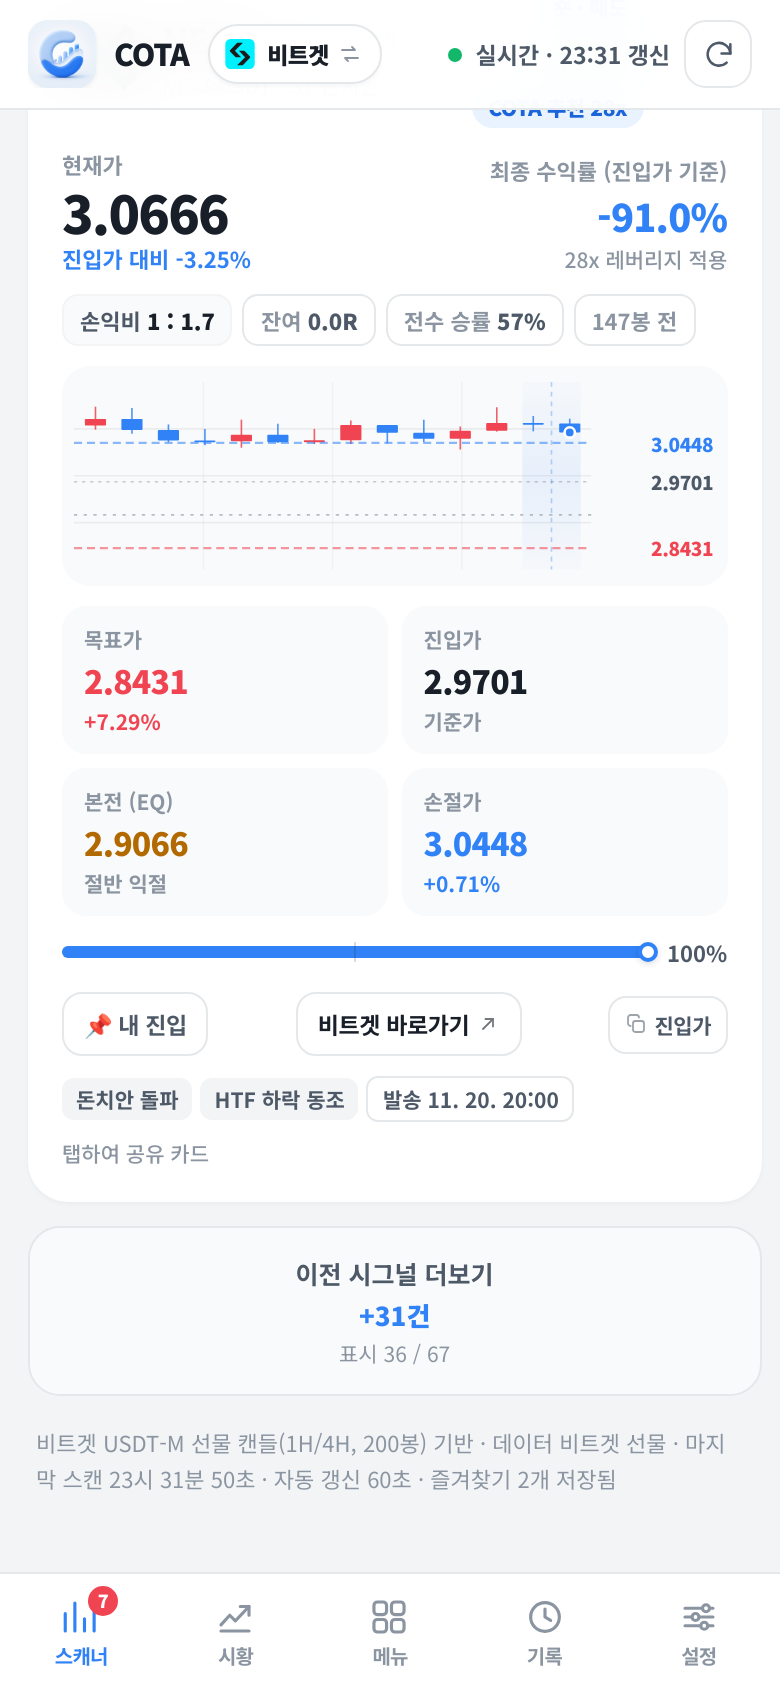 COTA
비트겟
실시간 · 23:31 갱신
COTA 추천 28x
현재가
3.0666
진입가 대비 -3.25%
최종 수익률 (진입가 기준)
-91.0%
28x 레버리지 적용
손익비 1 : 1.7
잔여 0.0R
전수 승률 57%
147봉 전
3.0448
2.9701
2.8431
목표가
2.8431
+7.29%
진입가
2.9701
기준가
본전 (EQ)
2.9066
절반 익절
손절가
3.0448
+0.71%
100%
내 진입
비트겟 바로가기
진입가
돈치안 돌파
HTF 하락 동조
발송 11. 20. 20:00
탭하여 공유 카드
이전 시그널 더보기
+31건
표시 36 / 67
비트겟 USDT-M 선물 캔들(1H/4H, 200봉) 기반 · 데이터 비트겟 선물 · 마지
막 스캔 23시 31분 50초 · 자동 갱신 60초 · 즐겨찾기 2개 저장됨
7
스캐너
시황
메뉴
기록
설정